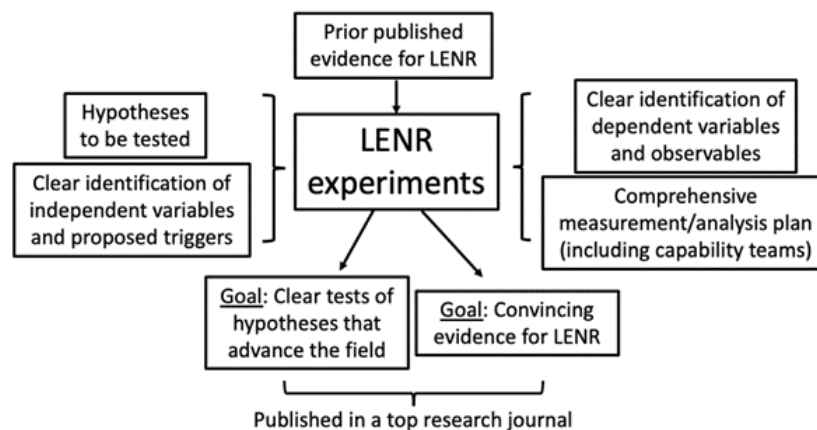 Prior published
evidence for LENR
Hypotheses
to be tested
Clear identification of
independent variables
and proposed triggers
LENR
experiments
Clear identification of
dependent variables
and observables
Comprehensive
measurement/analysis plan
(including capability teams)
Goal: Clear tests of
hypotheses that
advance the field
Goal: Convincing
evidence for LENR
Published in a top research journal